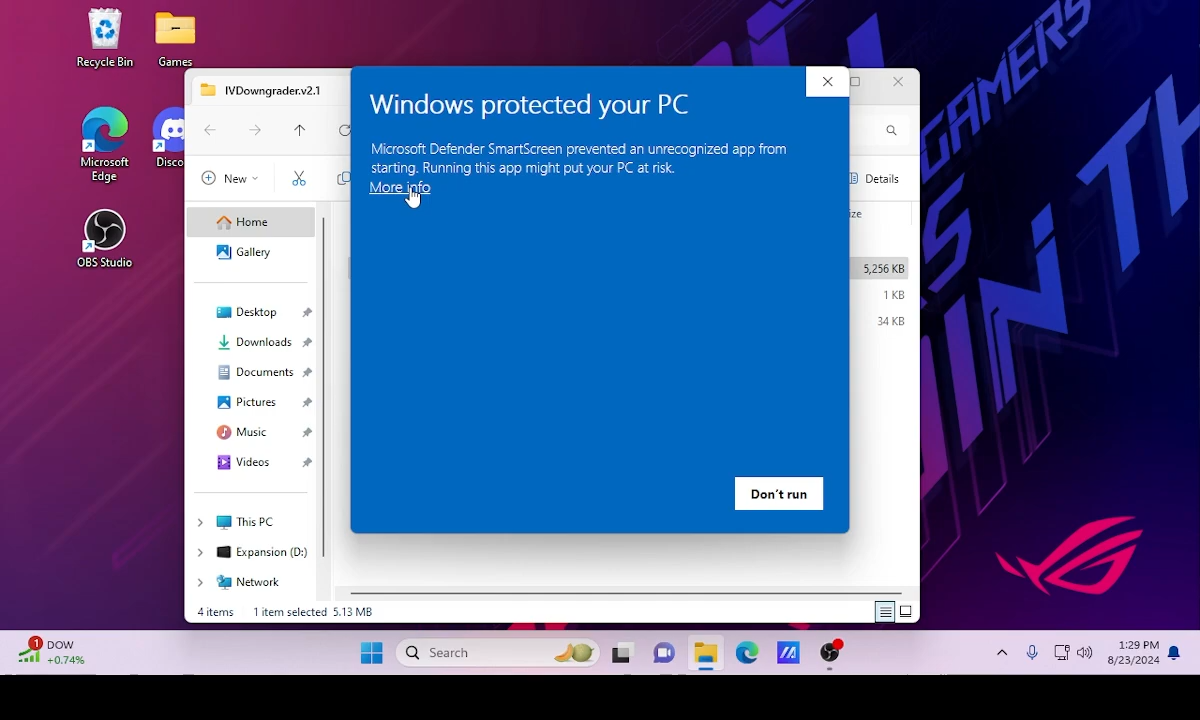 Recycle Bin
Games
Microsoft
Edge
Disco
OBS Studio
IVDowngrader.v2.1
New
Details
Home
Gallery
Desktop
Downloads
Documents
Pictures
Music
Videos
This PC
Expansion (D:)
Network
ize
5,256 KB
1 KB
34 KB
4 items 1 item selected 5.13 MB
Windows protected your PC
Microsoft Defender SmartScreen prevented an unrecognized app from
starting. Running this app might put your PC at risk.
More info
Don't run
GAMERS
1
DOW
+0.74%
Search
1:29 PM
8/23/2024